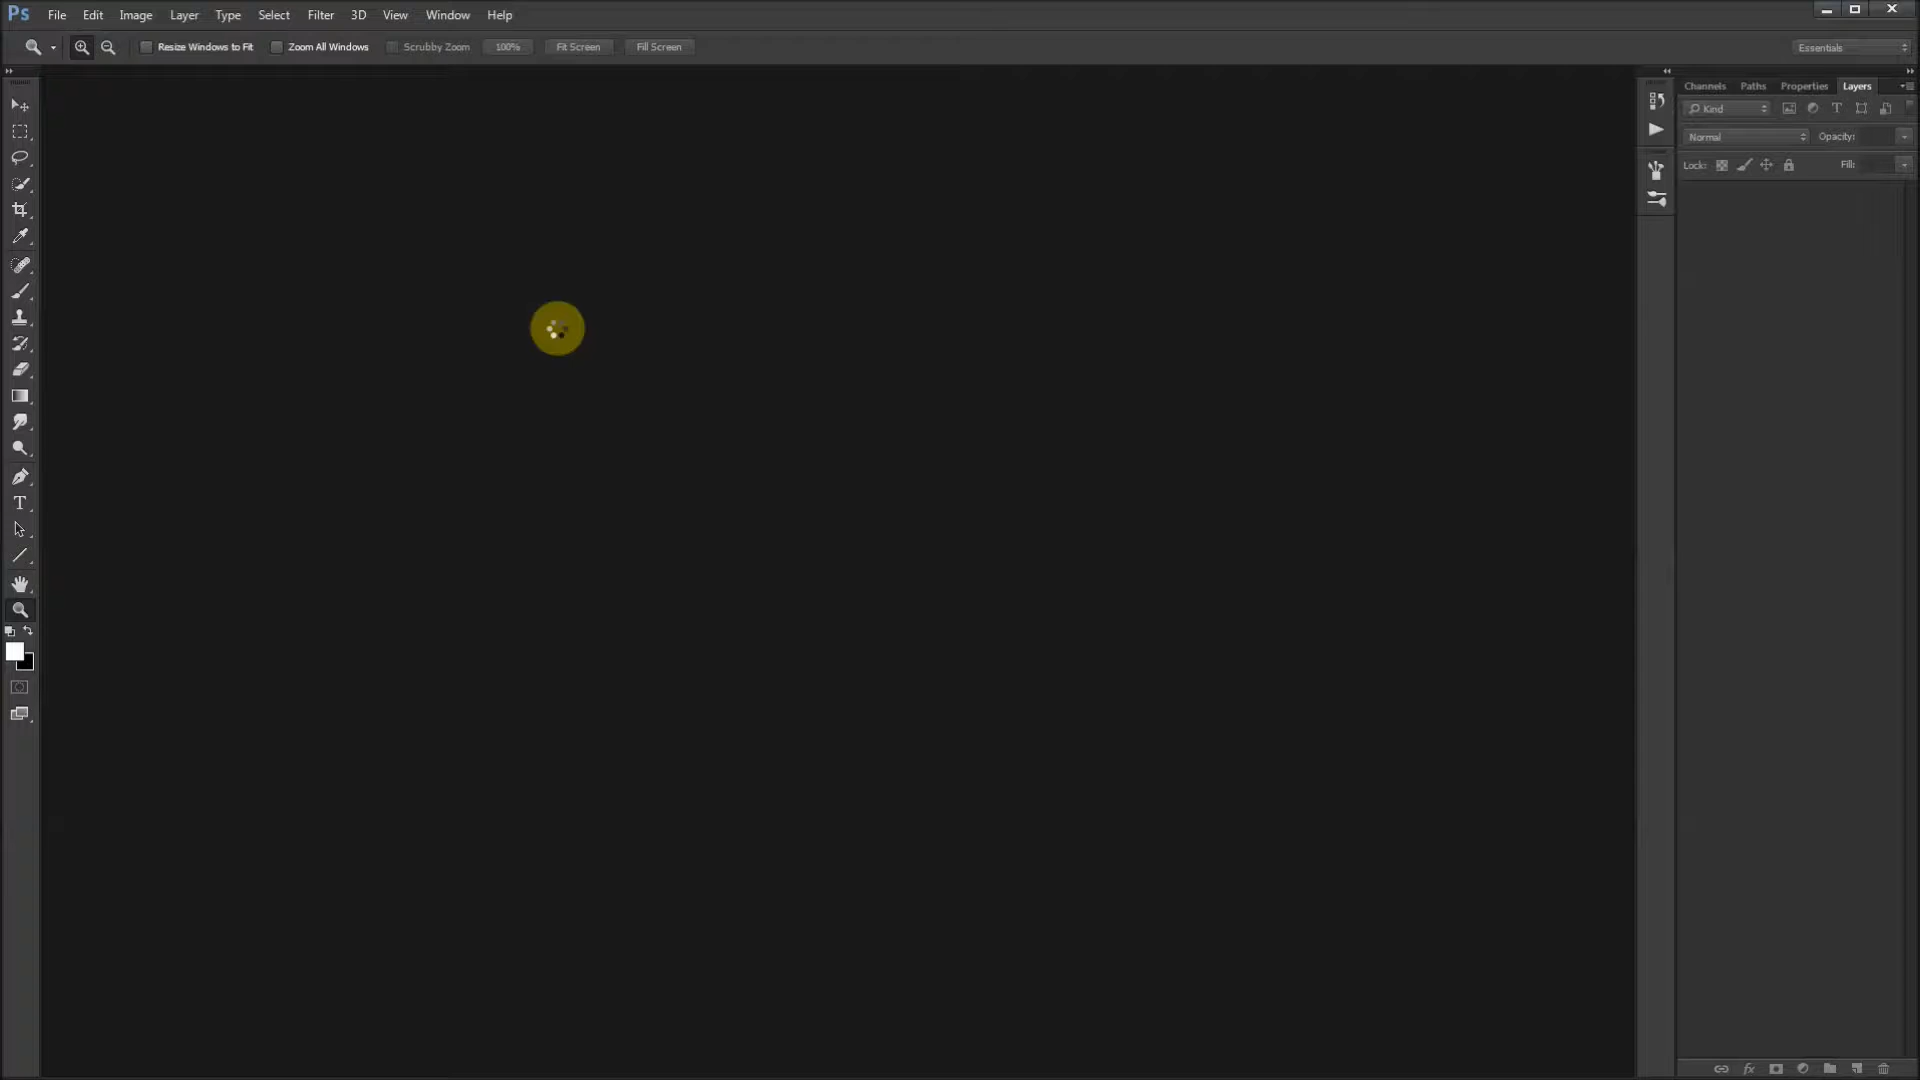 Ps File Edit Image Layer Type Select Filter 3D View Window Help
Resize Windows to Fit Zoom All Windows Scrubby Zoom 100% Fit Screen Fill Screen Essentials
Channels Paths Properties Layers
Kind
Normal Opacity:
Lock: Fill: